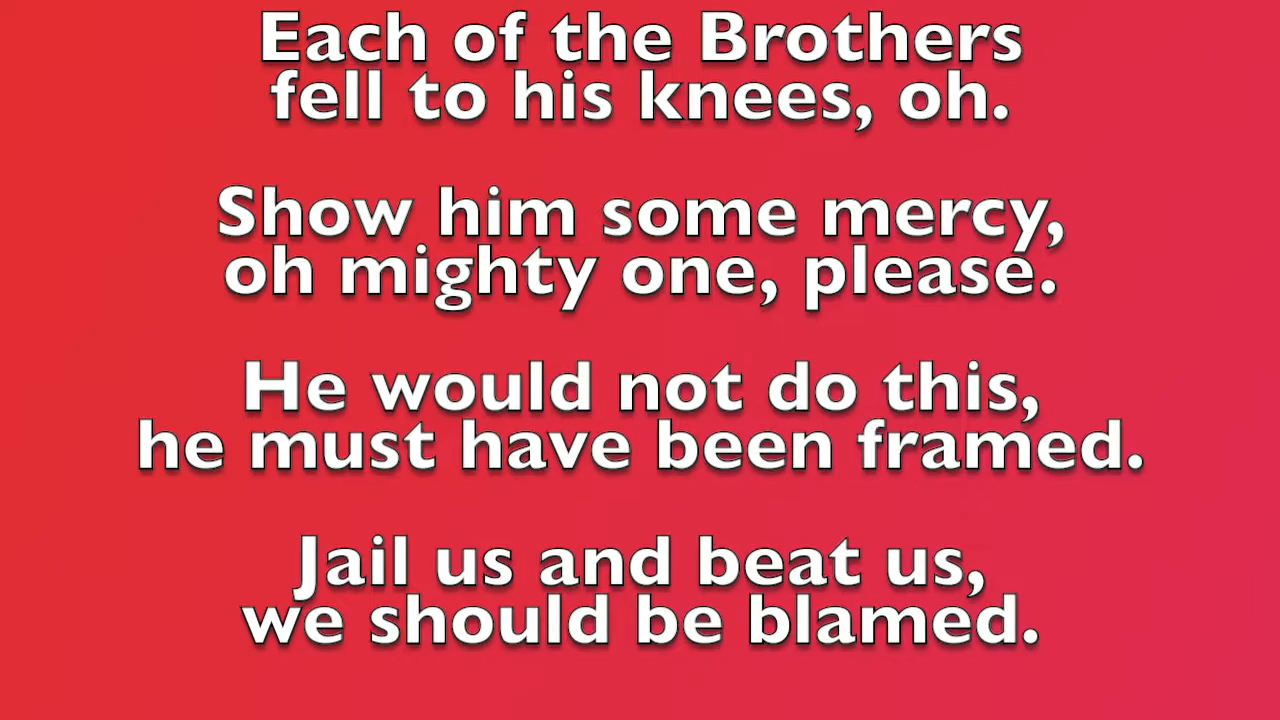 Each of the Brothers
fell to his knees, oh.
Show him some mercy,
oh mighty one, please.
He would not do this,
he must have been framed.
Jail us and beat us,
we should be blamed.